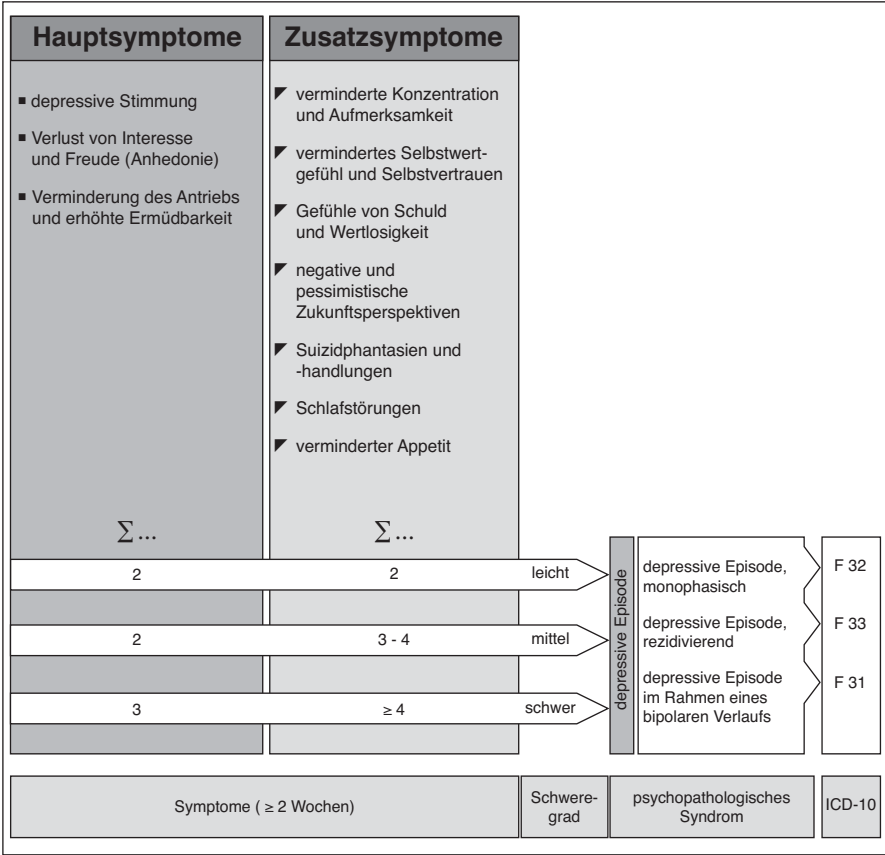 Hauptsymptome
depressive Stimmung
Verlust von Interesse
und Freude (Anhedonie)
Verminderung des Antriebs
und erhöhte Ermüdbarkeit
Zusatzsymptome
verminderte Konzentration
und Aufmerksamkeit
vermindertes Selbstwert-
gefühl und Selbstvertrauen
Gefühle von Schuld
und Wertlosigkeit
negative und
pessimistische
Zukunftsperspektiven
Suizidphantasien und
-handlungen
Schlafstörungen
verminderter Appetit
∑ ... ∑ ...
2 2 leicht
2 3 - 4 mittel
3 ≥ 4 schwer
depressive Episode
depressive Episode,
monophasisch
F 32
depressive Episode,
rezidivierend
F 33
depressive Episode
im Rahmen eines
bipolaren Verlaufs
F 31
Symptome ( ≥ 2 Wochen)
Schwere-
grad
psychopathologisches
Syndrom
ICD-10